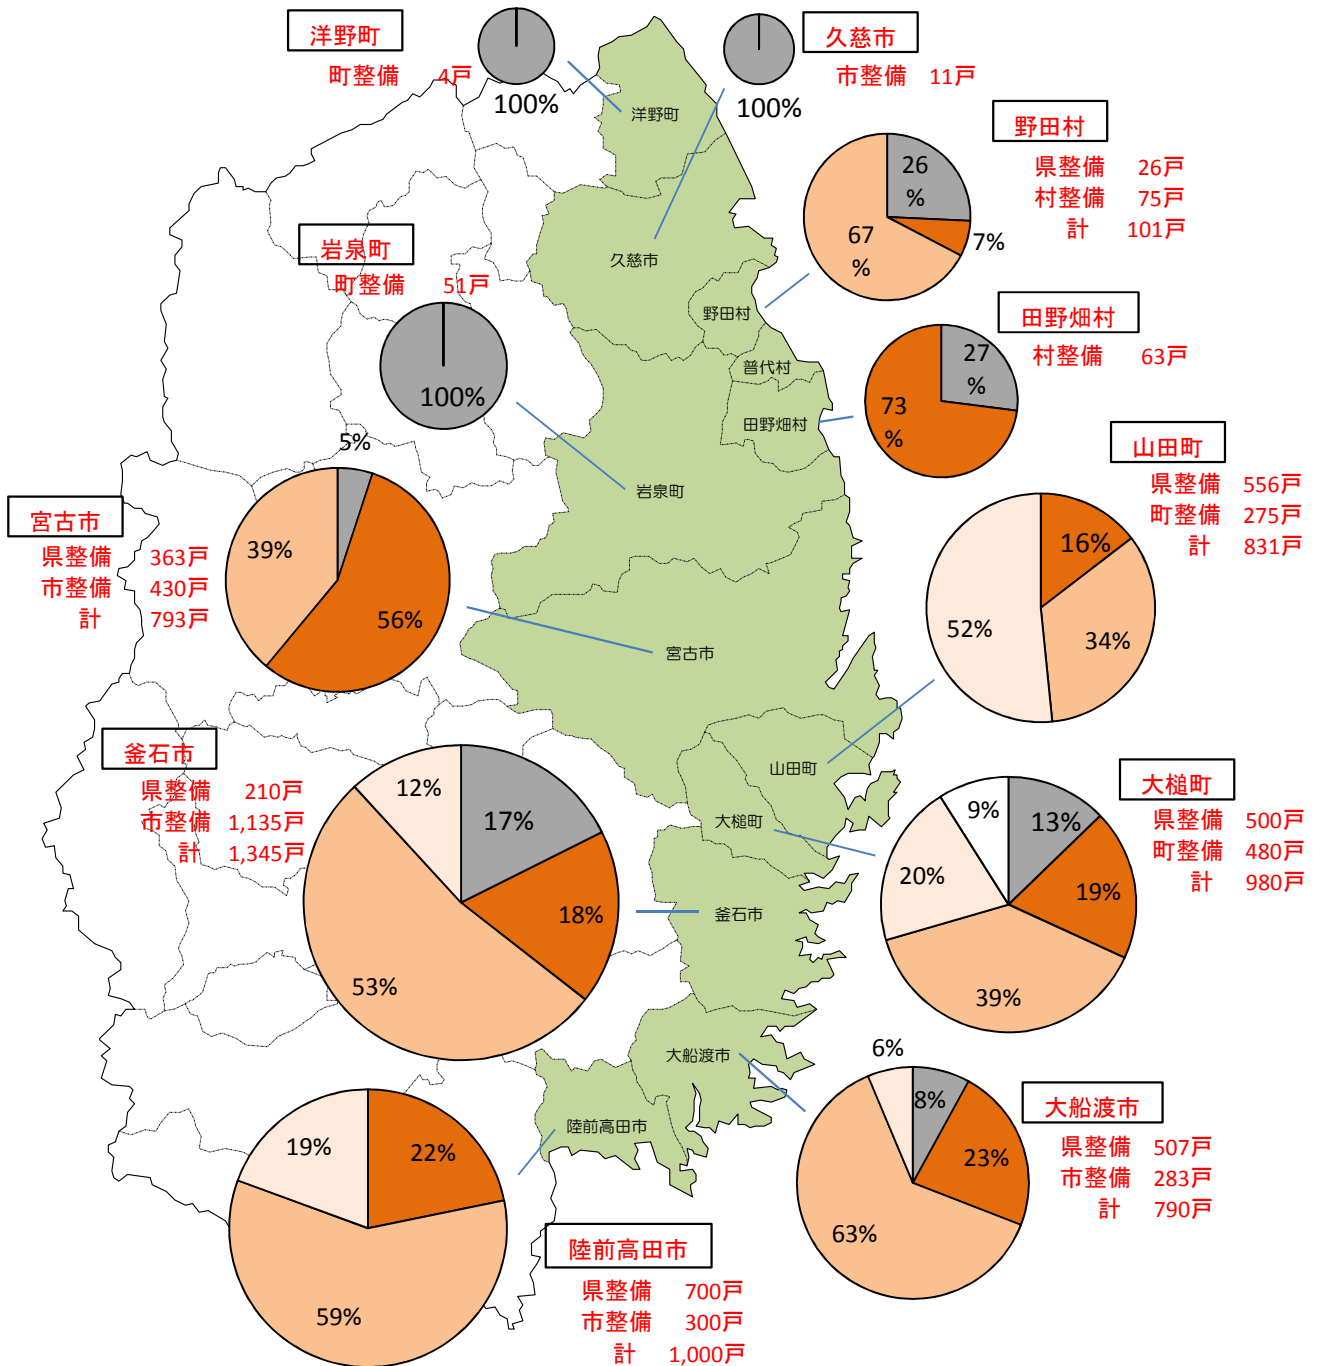 洋野町
町整備 4戸
100%
久慈市
市整備 11戸
100%
洋野町
野田村
県整備 26戸
村整備 75戸
計 101戸
26%
7%
67%
岩泉町
町整備 51戸
100%
久慈市
野田村
普代村
田野畑村
田野畑村
村整備 63戸
27%
73%
岩泉町
山田町
県整備 556戸
町整備 275戸
計 831戸
16%
34%
52%
宮古市
県整備 363戸
市整備 430戸
計 793戸
5%
39%
56%
宮古市
釜石市
県整備 210戸
市整備 1,135戸
計 1,345戸
12%
17%
18%
53%
山田町
大槌町
釜石市
大槌町
県整備 500戸
町整備 480戸
計 980戸
9%
13%
20%
19%
39%
大船渡市
陸前高田市
6%
8%
23%
63%
大船渡市
県整備 507戸
市整備 283戸
計 790戸
19%
22%
59%
陸前高田市
県整備 700戸
市整備 300戸
計 1,000戸